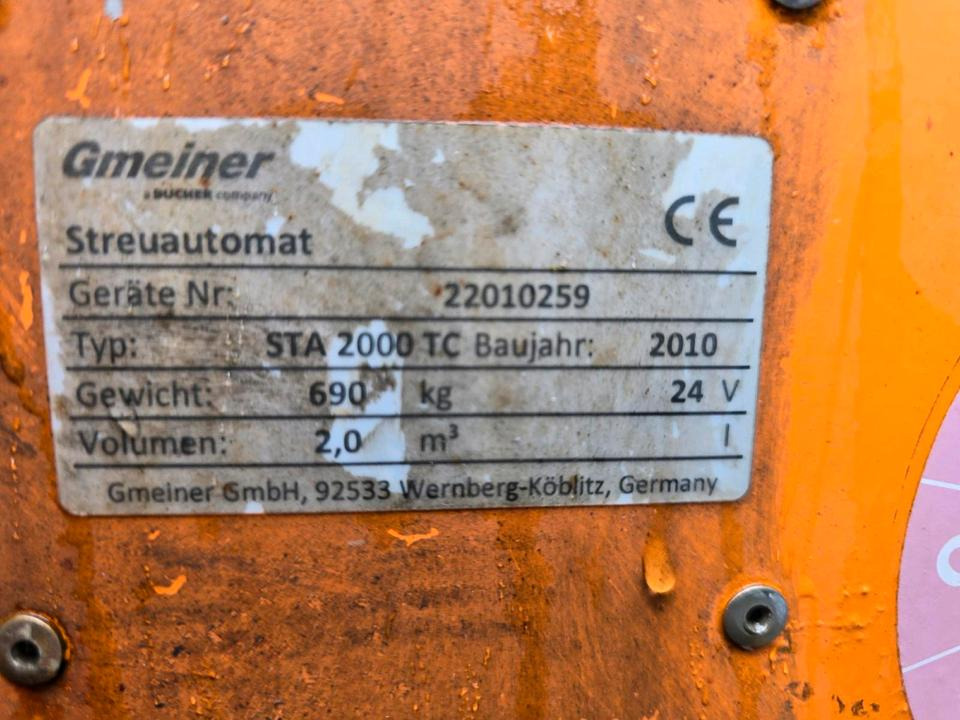 Gmeiner
a BUCHER company
CE
Streuautomat
Geräte Nr: 22010259
Typ: STA 2000 TC Baujahr: 2010
Gewicht: 690 kg 24 V
Volumen: 2,0 m³ l
Gmeiner GmbH, 92533 Wernberg-Köblitz, Germany